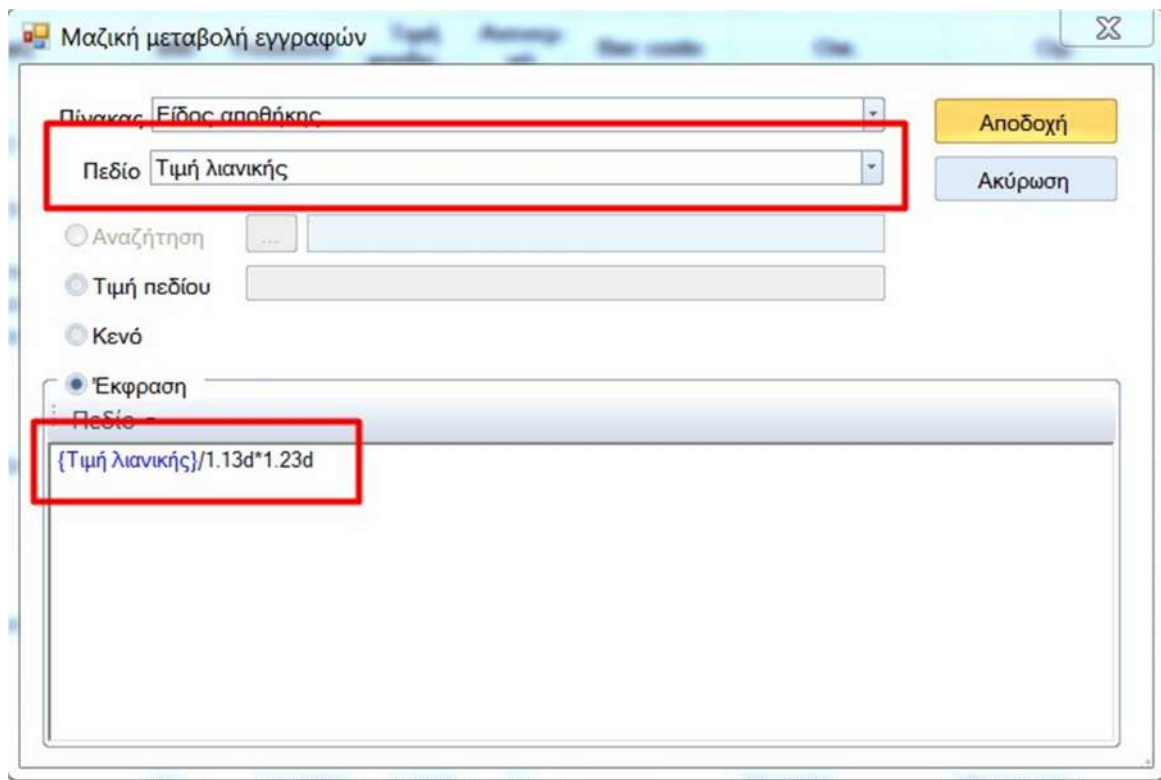 Μαζική μεταβολή εγγραφών
Πίνακας Είδος αποθήκης
Αποδοχή
Πεδίο Τιμή λιανικής
Ακύρωση
Αναζήτηση ...
Τιμή πεδίου
Κενό
Έκφραση
Πεδίο
{Τιμή λιανικής}/1.13d*1.23d